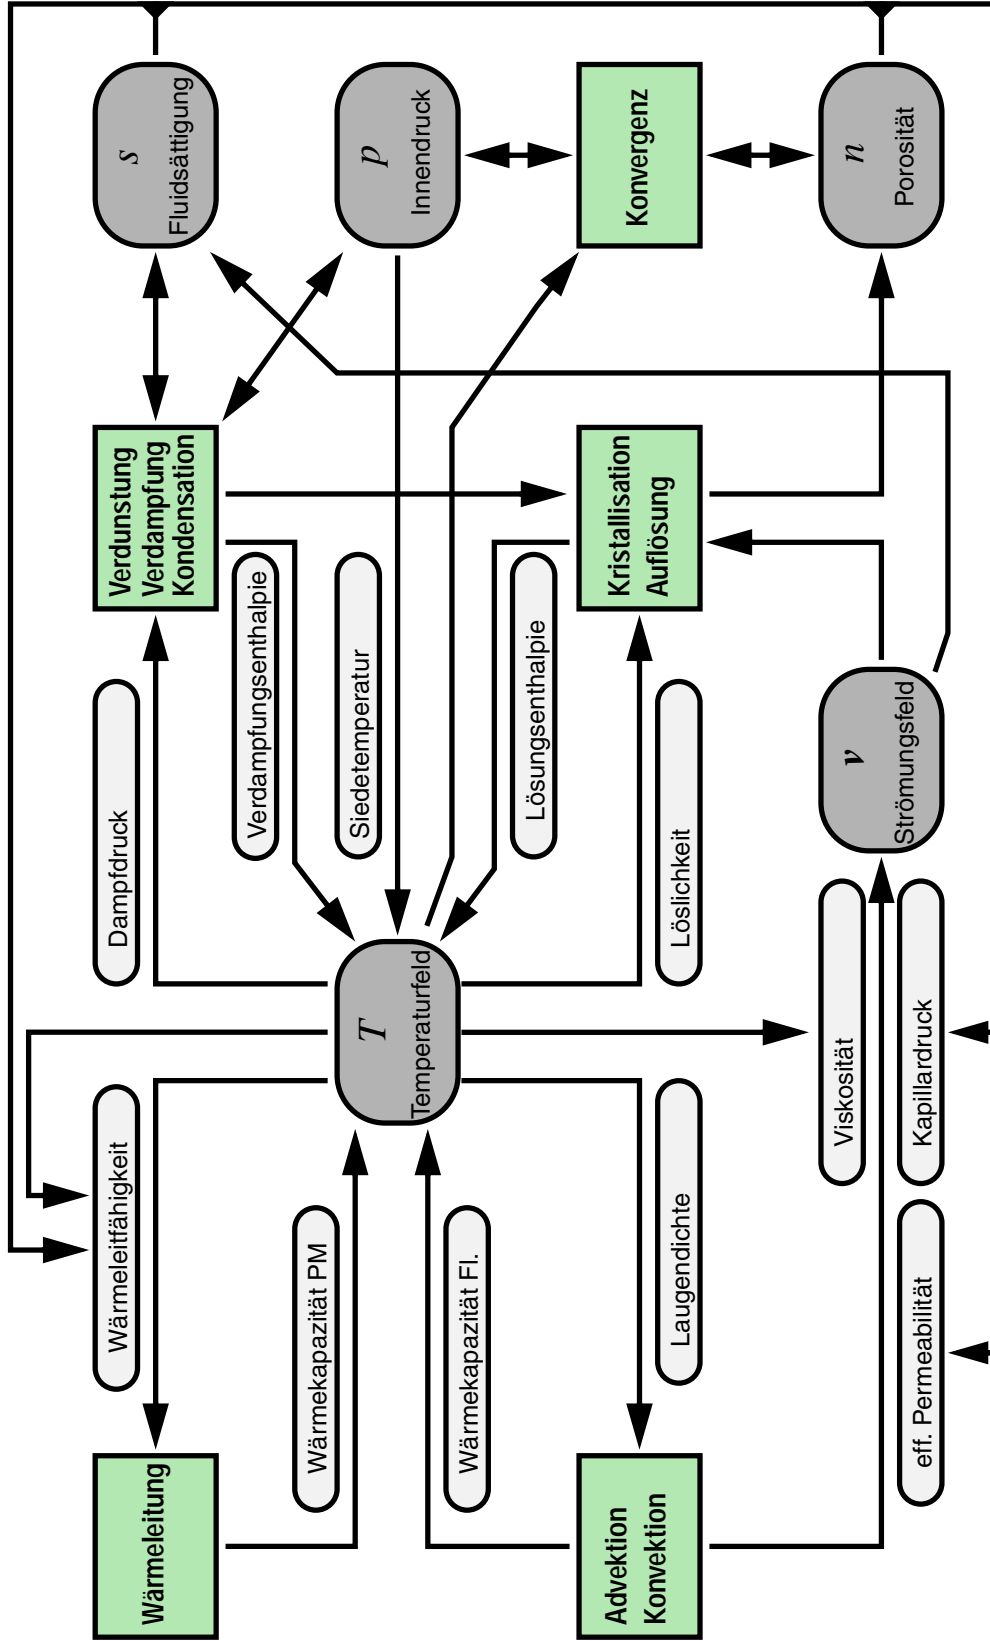 Wärmeleitung
Wärmeleitfähigkeit
Dampfdruck
Verdunstung
Verdampfung
Kondensation
s
Fluidsättigung
Wärmekapazität PM
T
Temperaturfeld
Verdampfungsenthalpie
Siedetemperatur
p
Innendruck
Wärmekapazität Fl.
Lösungsenthalpie
Advektion
Konvektion
Laugendichte
Löslichkeit
Kristallisation
Auflösung
Konvergenz
Viskosität
eff. Permeabilität
Kapillardruck
v
Strömungsfeld
n
Porosität